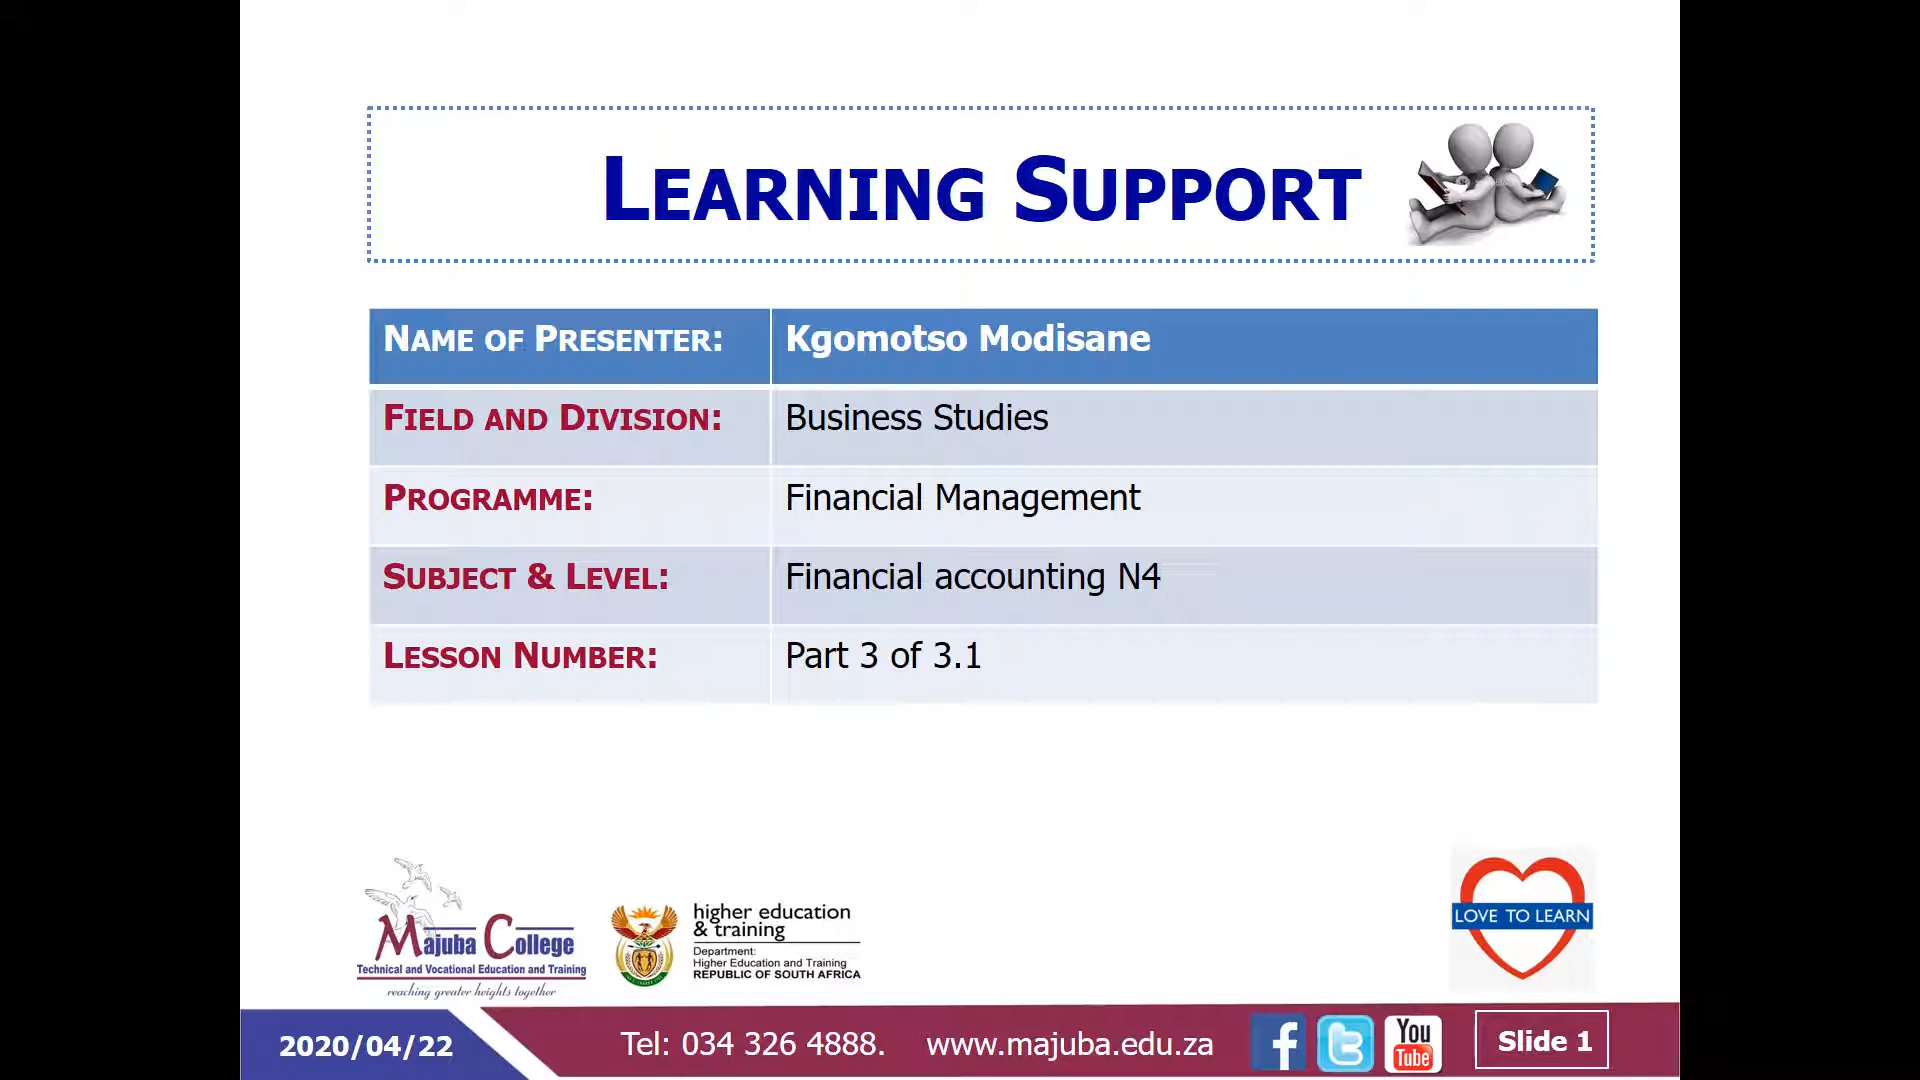 LEARNING SUPPORT
NAME OF PRESENTER: Kgomotso Modisane
FIELD AND DIVISION: Business Studies
PROGRAMME: Financial Management
SUBJECT & LEVEL: Financial accounting N4
LESSON NUMBER: Part 3 of 3.1
Majuba College
Technical and Vocational Education and Training
reaching greater heights together
higher education
& training
Department:
Higher Education and Training
REPUBLIC OF SOUTH AFRICA
LOVE TO LEARN
2020/04/22 Tel: 034 326 4888. www.majuba.edu.za f t You Tube Slide 1